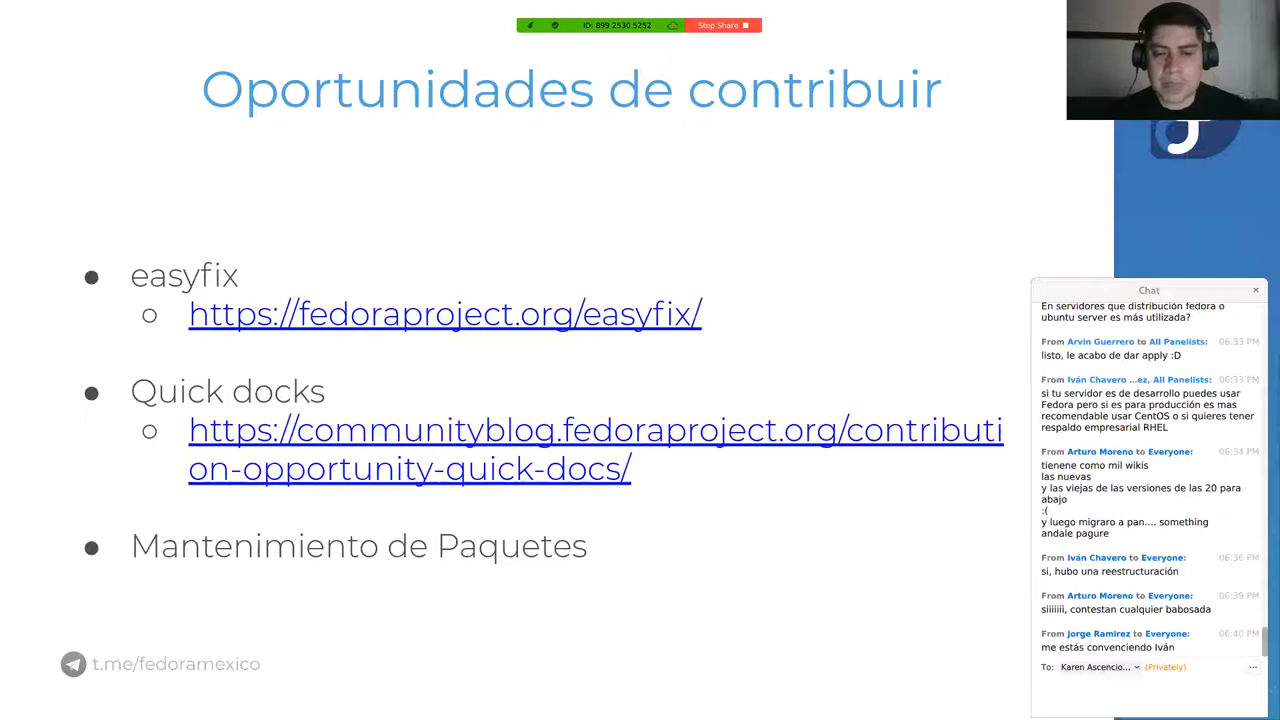 ID: 899 2530 5252
Stop Share
Oportunidades de contribuir
● easyfix
○ https://fedoraproject.org/easyfix/
● Quick docks
○ https://communityblog.fedoraproject.org/contributi
on-opportunity-quick-docs/
● Mantenimiento de Paquetes
t.me/fedoramexico
Chat
En servidores que distribución fedora o
ubuntu server es más utilizada?
From Arvin Guerrero to All Panelists: 06:33 PM
listo, le acabo de dar apply :D
From Iván Chavero ...ez, All Panelists: 06:33 PM
si tu servidor es de desarrollo puedes usar
Fedora pero si es para producción es mas
recomendable usar CentOS o si quieres tener
respaldo empresarial RHEL
From Arturo Moreno to Everyone: 06:34 PM
tienene como mil wikis
las nuevas
y las viejas de las versiones de las 20 para
abajo
:(
y luego migraro a pan.... something
andale pagure
From Iván Chavero to Everyone: 06:36 PM
si, hubo una reestructuración
From Arturo Moreno to Everyone: 06:39 PM
siiiiiii, contestan cualquier babosada
From Jorge Ramirez to Everyone: 06:40 PM
me estás convenciendo Iván
To: Karen Ascencio... (Privately) ...